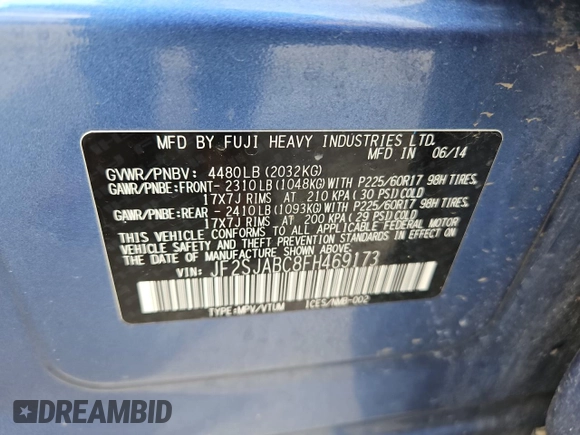 MFD BY FUJI HEAVY INDUSTRIES LTD.
MFD IN 06/14
GVWR/PNBV: 4480LB(2032KG)
GAWR/PNBE:FRONT-2310LB(1048KG)WITH P225/60R17 98H TIRES,
17X7J RIMS AT 210 KPA (30 PSI)COLD
GAWR/PNBE:REAR -2410LB(1093KG)WITH P225/60R17 98H TIRES,
17X7J RIMS AT 200 KPA (29 PSI)COLD
THIS VEHICLE CONFORMS TO ALL APPLICABLE FEDERAL MOTOR
VEHICLE SAFETY AND THEFT PREVENTION STANDARDS IN EFFECT ON
THE DATE OF MANUFACTURE SHOWN ABOVE.
VIN: JF2SJABC8FH469173
TYPE:MPV/VTUM ICES/NMB-002
DREAMBID